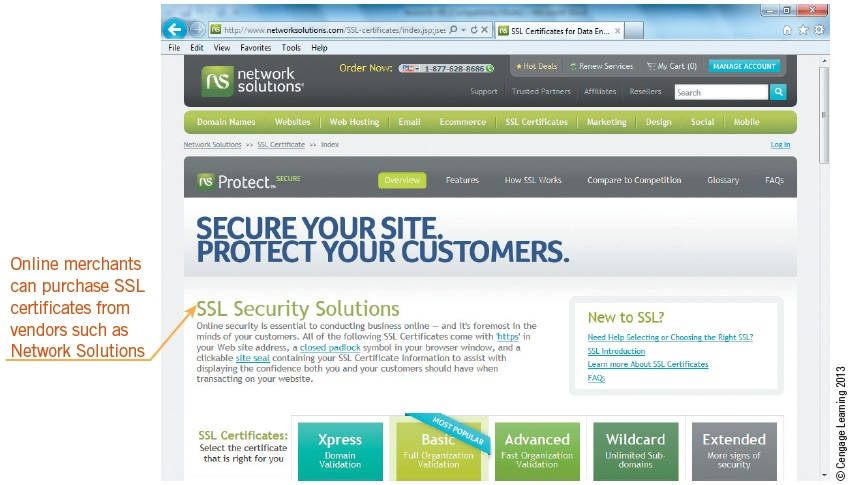 http://www.networksolutions.com/SSL-certificates/index.jsp;jses
SSL Certificates for Data En...
File Edit View Favorites Tools Help
network
solutions
Order Now: 1-877-628-8686
Hot Deals Renew Services My Cart (0) MANAGE ACCOUNT
Support Trusted Partners Affiliates Resellers Search
Domain Names Websites Web Hosting Email Ecommerce SSL Certificates Marketing Design Social Mobile
Network Solutions >> SSL Certificate >> Index
Log In
ns Protect™ SECURE
Overview Features How SSL Works Compare to Competition Glossary FAQs
SECURE YOUR SITE.
PROTECT YOUR CUSTOMERS.
Online merchants
can purchase SSL
certificates from
vendors such as
Network Solutions
SSL Security Solutions
Online security is essential to conducting business online — and it's foremost in the
minds of your customers. All of the following SSL Certificates come with 'https' in
your Web site address, a closed padlock symbol in your browser window, and a
clickable site seal containing your SSL Certificate information to assist with
displaying the confidence both you and your customers should have when
transacting on your website.
New to SSL?
Need Help Selecting or Choosing the Right SSL?
SSL Introduction
Learn more About SSL Certificates
FAQs
SSL Certificates:
Select the certificate
that is right for you
Xpress
Domain
Validation
MOST POPULAR
Basic
Full Organization
Validation
Advanced
Fast Organization
Validation
Wildcard
Unlimited Sub-
domains
Extended
More signs of
security
© Cengage Learning 2013